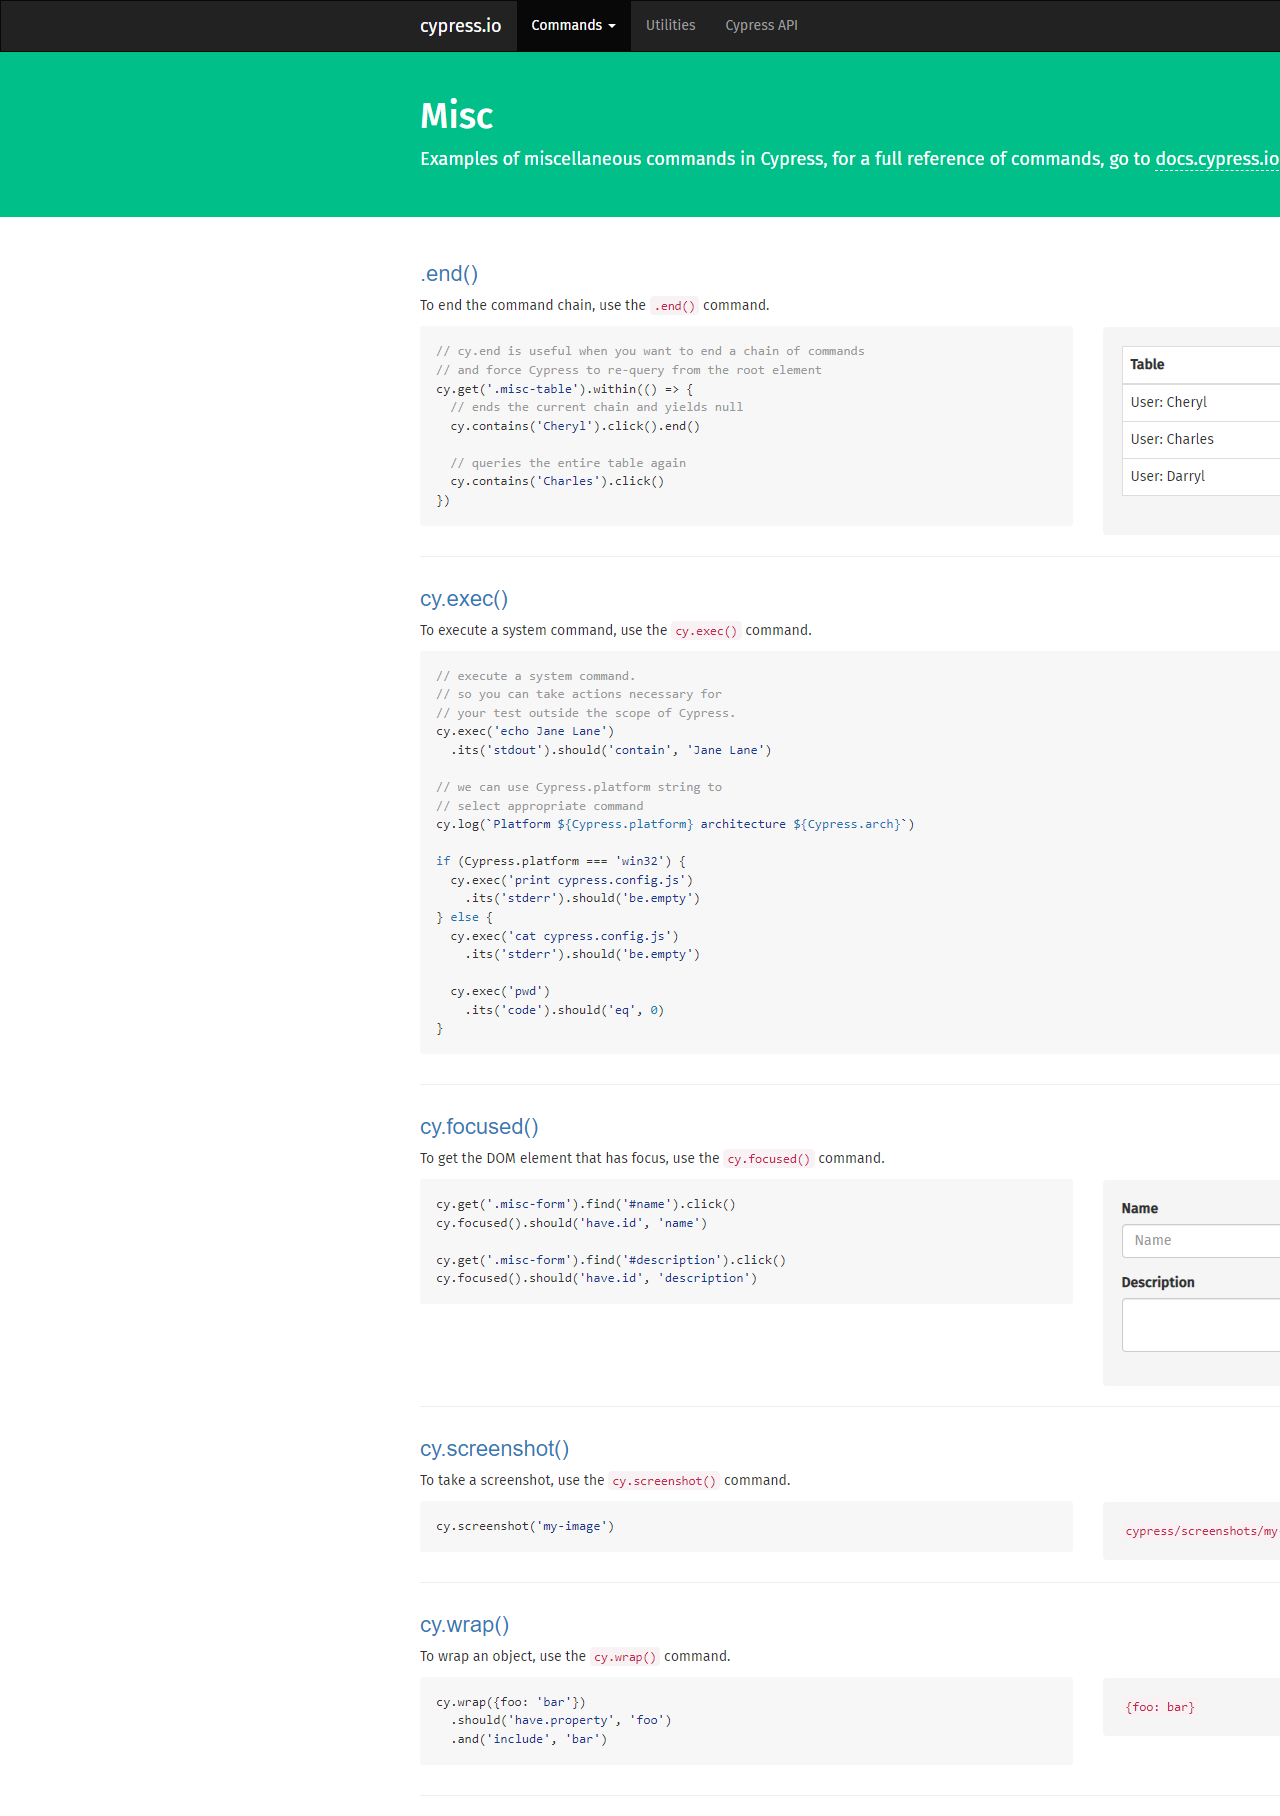 cypress.io Commands Utilities Cypress API
Misc
Examples of miscellaneous commands in Cypress, for a full reference of commands, go to docs.cypress.io
.end()
To end the command chain, use the .end() command.
// cy.end is useful when you want to end a chain of commands
// and force Cypress to re-query from the root element
cy.get('.misc-table').within(() => {
  // ends the current chain and yields null
  cy.contains('Cheryl').click().end()
  // queries the entire table again
  cy.contains('Charles').click()
})
Table
User: Cheryl
User: Charles
User: Darryl
cy.exec()
To execute a system command, use the cy.exec() command.
// execute a system command.
// so you can take actions necessary for
// your test outside the scope of Cypress.
cy.exec('echo Jane Lane')
  .its('stdout').should('contain', 'Jane Lane')
// we can use Cypress.platform string to
// select appropriate command
cy.log(`Platform ${Cypress.platform} architecture ${Cypress.arch}`)
if (Cypress.platform === 'win32') {
  cy.exec('print cypress.config.js')
    .its('stderr').should('be.empty')
} else {
  cy.exec('cat cypress.config.js')
    .its('stderr').should('be.empty')
  cy.exec('pwd')
    .its('code').should('eq', 0)
}
cy.focused()
To get the DOM element that has focus, use the cy.focused() command.
cy.get('.misc-form').find('#name').click()
cy.focused().should('have.id', 'name')
cy.get('.misc-form').find('#description').click()
cy.focused().should('have.id', 'description')
Name
Name
Description
cy.screenshot()
To take a screenshot, use the cy.screenshot() command.
cy.screenshot('my-image')
cypress/screenshots/my
cy.wrap()
To wrap an object, use the cy.wrap() command.
cy.wrap({foo: 'bar'})
  .should('have.property', 'foo')
  .and('include', 'bar')
{foo: bar}